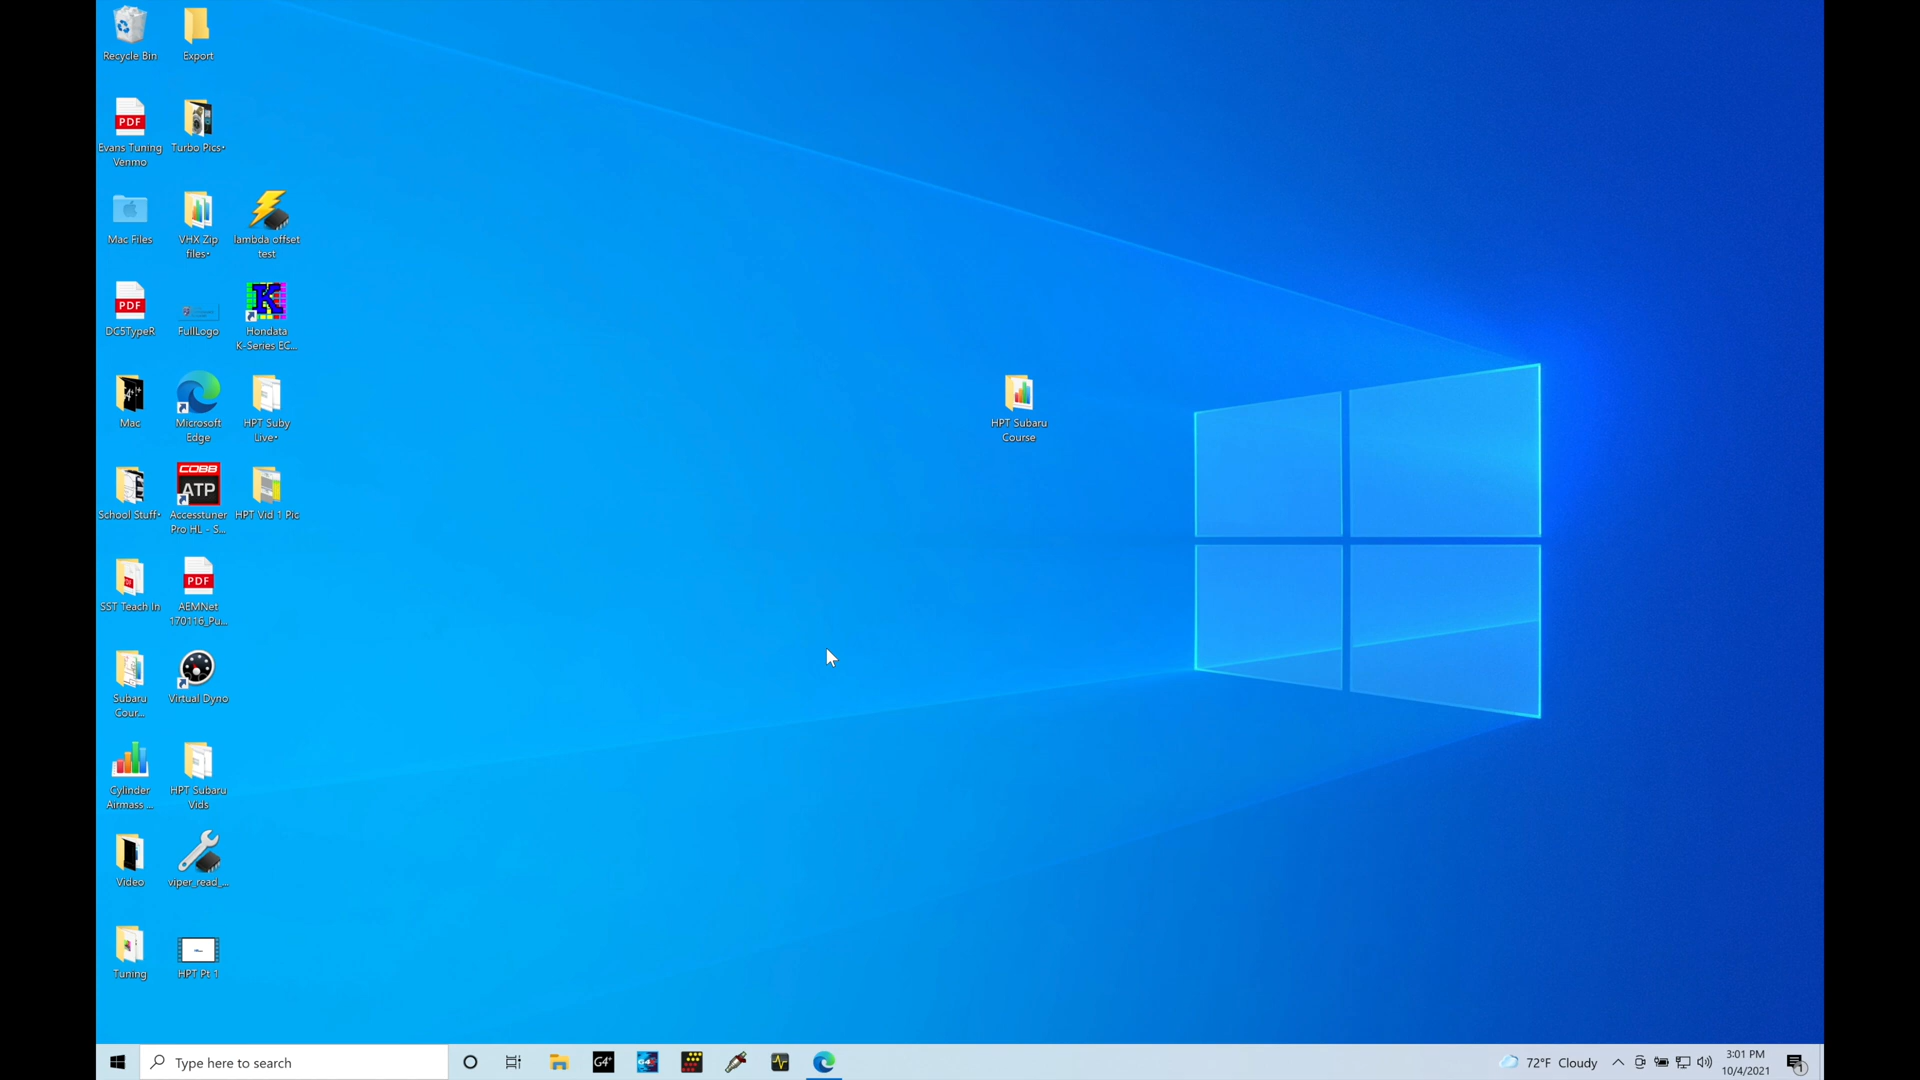 Recycle Bin
Export
PDF
Evans Tuning
Venmo
Turbo Pics
Mac Files
VHX Zip
files
lambda offset
test
PDF
DC5TypeR
FullLogo
K
Hondata
K-Series EC...
Mac
Microsoft
Edge
HPT Suby
Live
HPT Subaru
Course
School Stuff
COBB
ATP
Accesstuner
Pro HL - S...
HPT Vid 1 Pic
SST Teach In
PDF
AEMNet
170116_Pu...
Subaru
Cour...
Virtual Dyno
Cylinder
Airmass ...
HPT Subaru
Vids
Video
viper_read_...
Tuning
HPT Pt 1
Type here to search
G4+
72°F Cloudy
3:01 PM
10/4/2021
1